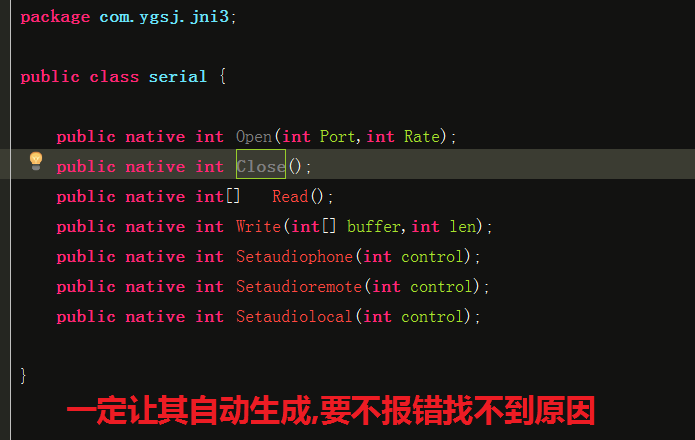 package com.ygsj.jni3;
public class serial {
public native int Open(int Port,int Rate);
public native int Close();
public native int[] Read();
public native int Write(int[] buffer,int len);
public native int Setaudiophone(int control);
public native int Setaudioremote(int control);
public native int Setaudiolocal(int control);
}
一定让其自动生成,要不报错找不到原因